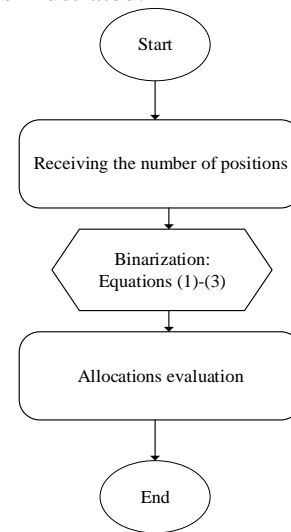 Start
Receiving the number of positions
Binarization:
Equations (1)-(3)
Allocations evaluation
End